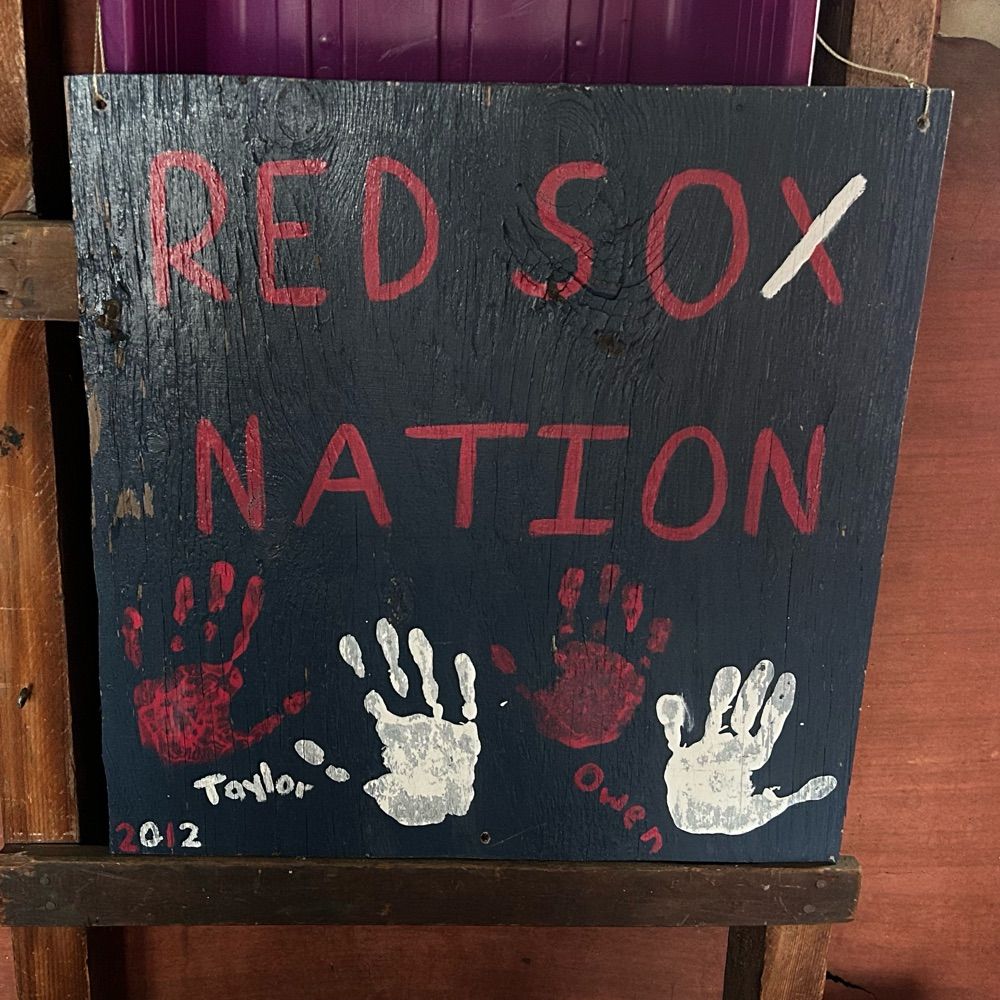 RED SOX
NATION
Taylor
Owen
2012